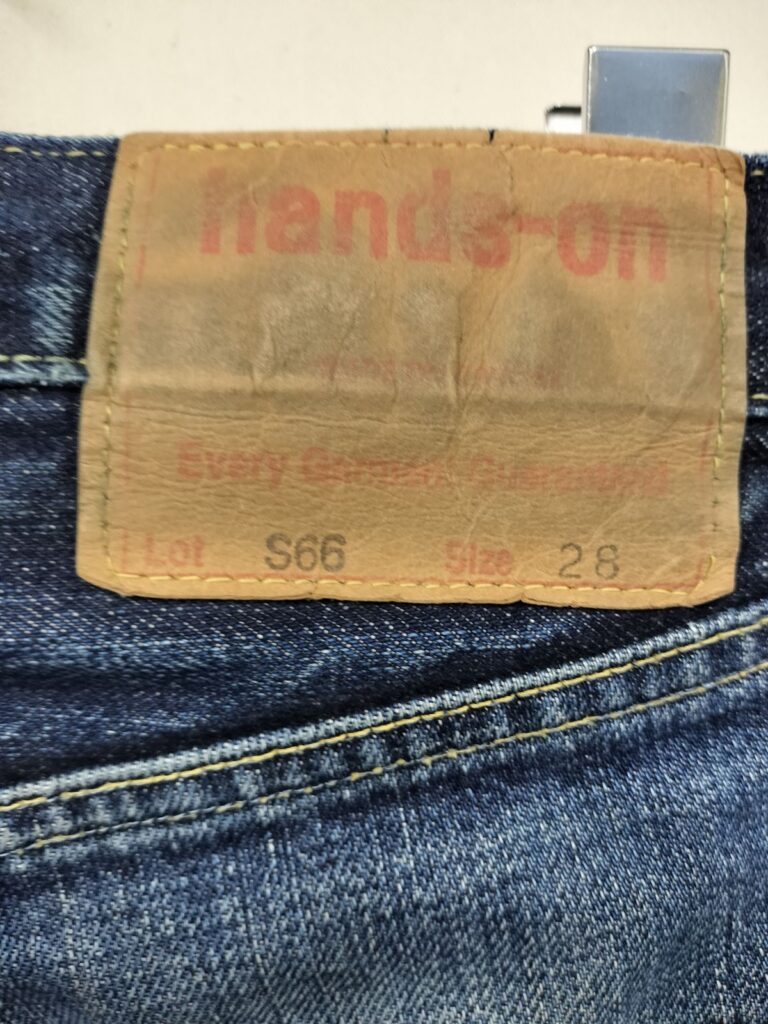 hands-on
Every Garment Guaranteed
Lot S66 Size 28